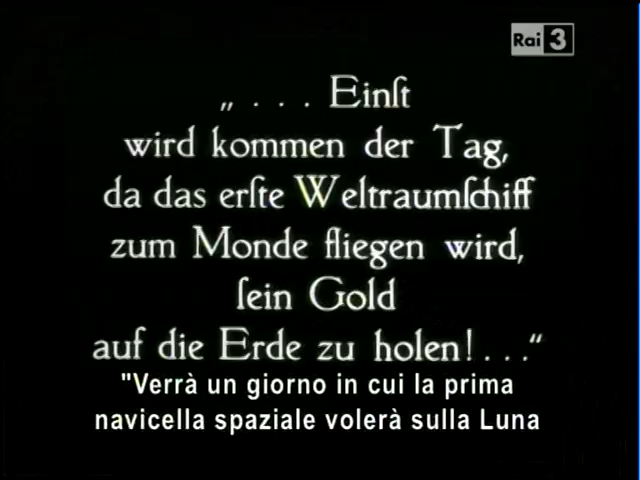 Rai 3
„ . . . Einſt
wird kommen der Tag,
da das erſte Weltraumſchiff
zum Monde fliegen wird,
ſein Gold
auf die Erde zu holen! . . .“
"Verrà un giorno in cui la prima
navicella spaziale volerà sulla Luna